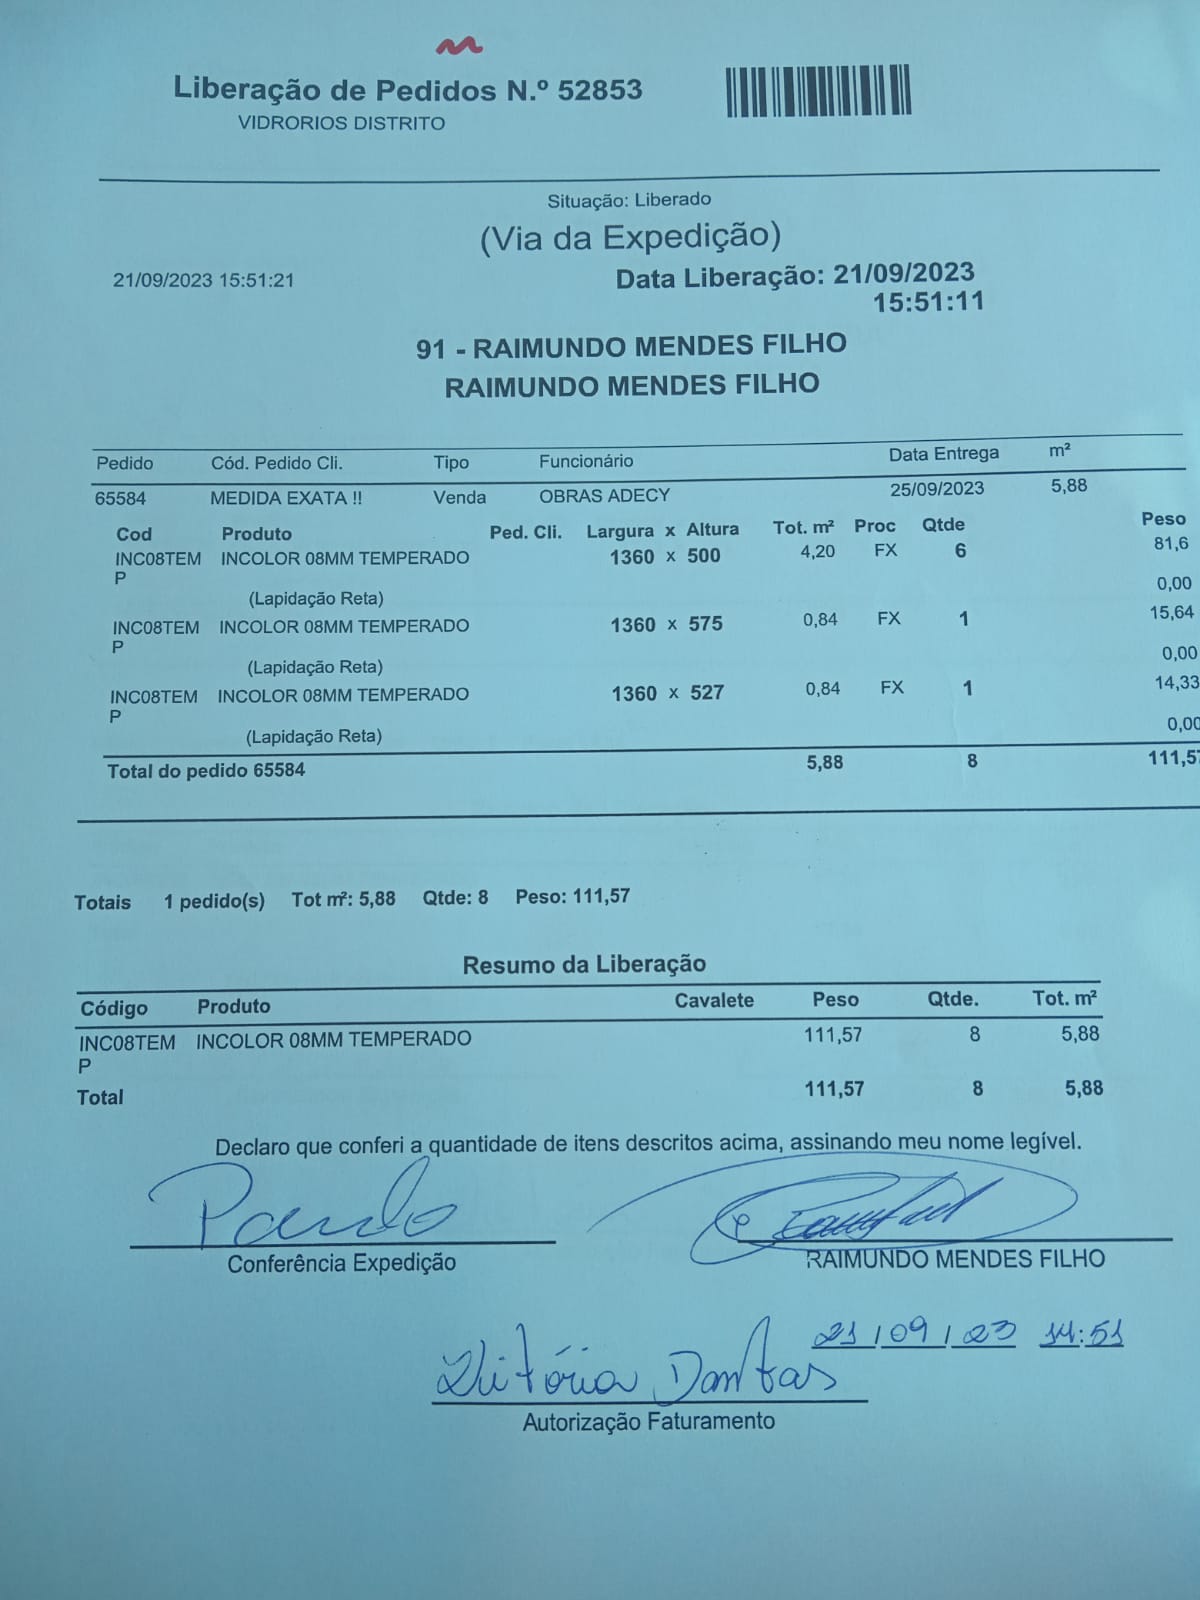 Liberação de Pedidos N.º 52853
VIDRORIOS DISTRITO
Situação: Liberado
(Via da Expedição)
21/09/2023 15:51:21 Data Liberação: 21/09/2023
15:51:11
91 - RAIMUNDO MENDES FILHO
RAIMUNDO MENDES FILHO
Pedido Cód. Pedido Cli. Tipo Funcionário Data Entrega m²
65584 MEDIDA EXATA !! Venda OBRAS ADECY 25/09/2023 5,88
Cod Produto Ped. Cli. Largura x Altura Tot. m² Proc Qtde Peso
INC08TEM INCOLOR 08MM TEMPERADO 1360 x 500 4,20 FX 6 81,6
P
(Lapidação Reta) 0,00
INC08TEM INCOLOR 08MM TEMPERADO 1360 x 575 0,84 FX 1 15,64
P
(Lapidação Reta) 0,00
INC08TEM INCOLOR 08MM TEMPERADO 1360 x 527 0,84 FX 1 14,33
P
(Lapidação Reta) 0,00
Total do pedido 65584 5,88 8 111,57
Totais 1 pedido(s) Tot m²: 5,88 Qtde: 8 Peso: 111,57
Resumo da Liberação
Código Produto Cavalete Peso Qtde. Tot. m²
INC08TEM INCOLOR 08MM TEMPERADO 111,57 8 5,88
P
Total 111,57 8 5,88
Declaro que conferi a quantidade de itens descritos acima, assinando meu nome legível.
Conferência Expedição RAIMUNDO MENDES FILHO
21/09/23 14:51
Vitória Dantas
Autorização Faturamento